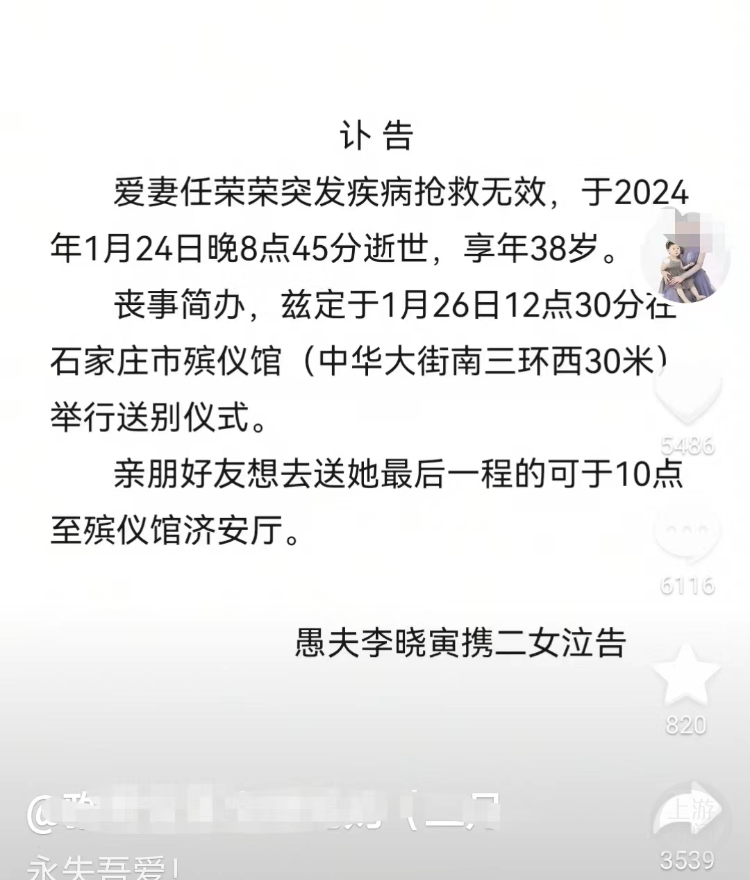 讣 告
爱妻任荣荣突发疾病抢救无效，于2024
年1月24日晚8点45分逝世，享年38岁。
丧事简办，兹定于1月26日12点30分在
石家庄市殡仪馆（中华大街南三环西30米）
举行送别仪式。
5486
亲朋好友想去送她最后一程的可于10点
至殡仪馆济安厅。
6116
愚夫李晓寅携二女泣告
820
@
上游
3539
永失吾爱!